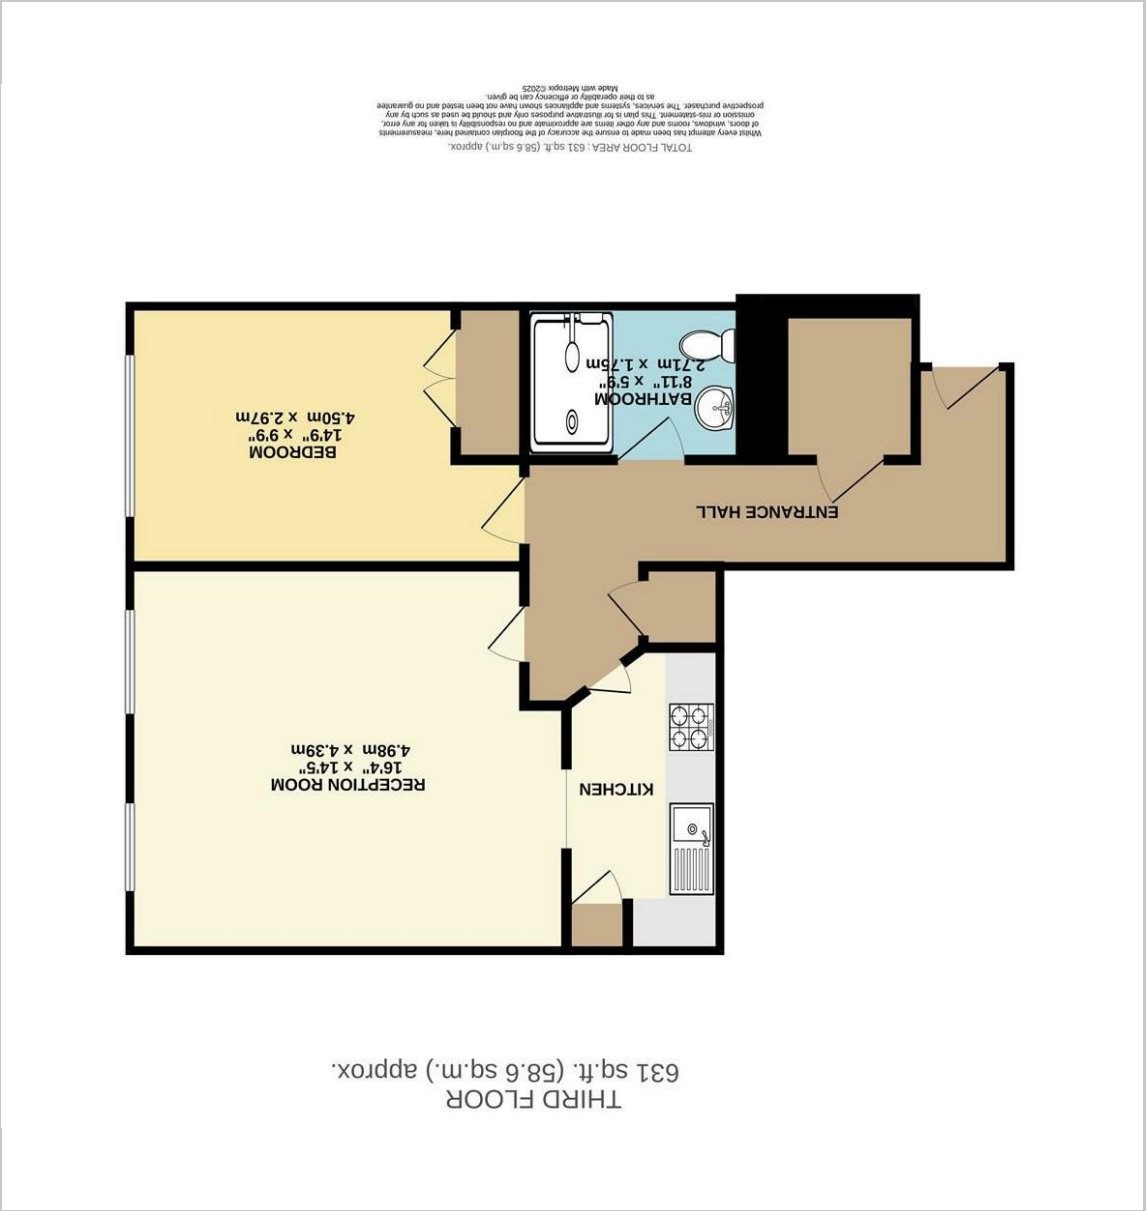 THIRD FLOOR
631 sq.ft. (58.6 sq.m.) approx.
RECEPTION ROOM
16'4" x 14'5"
4.98m x 4.39m
KITCHEN
ENTRANCE HALL
BEDROOM
14'9" x 9'9"
4.50m x 2.97m
BATHROOM
8'11" x 5'9"
2.71m x 1.75m
TOTAL FLOOR AREA : 631 sq.ft. (58.6 sq.m.) approx.
Whilst every attempt has been made to ensure the accuracy of the floorplan contained here, measurements
of doors, windows, rooms and any other items are approximate and no responsibility is taken for any error,
omission or mis-statement. This plan is for illustrative purposes only and should be used as such by any
prospective purchaser. The services, systems and appliances shown have not been tested and no guarantee
as to their operability or efficiency can be given.
Made with Metropix ©2025